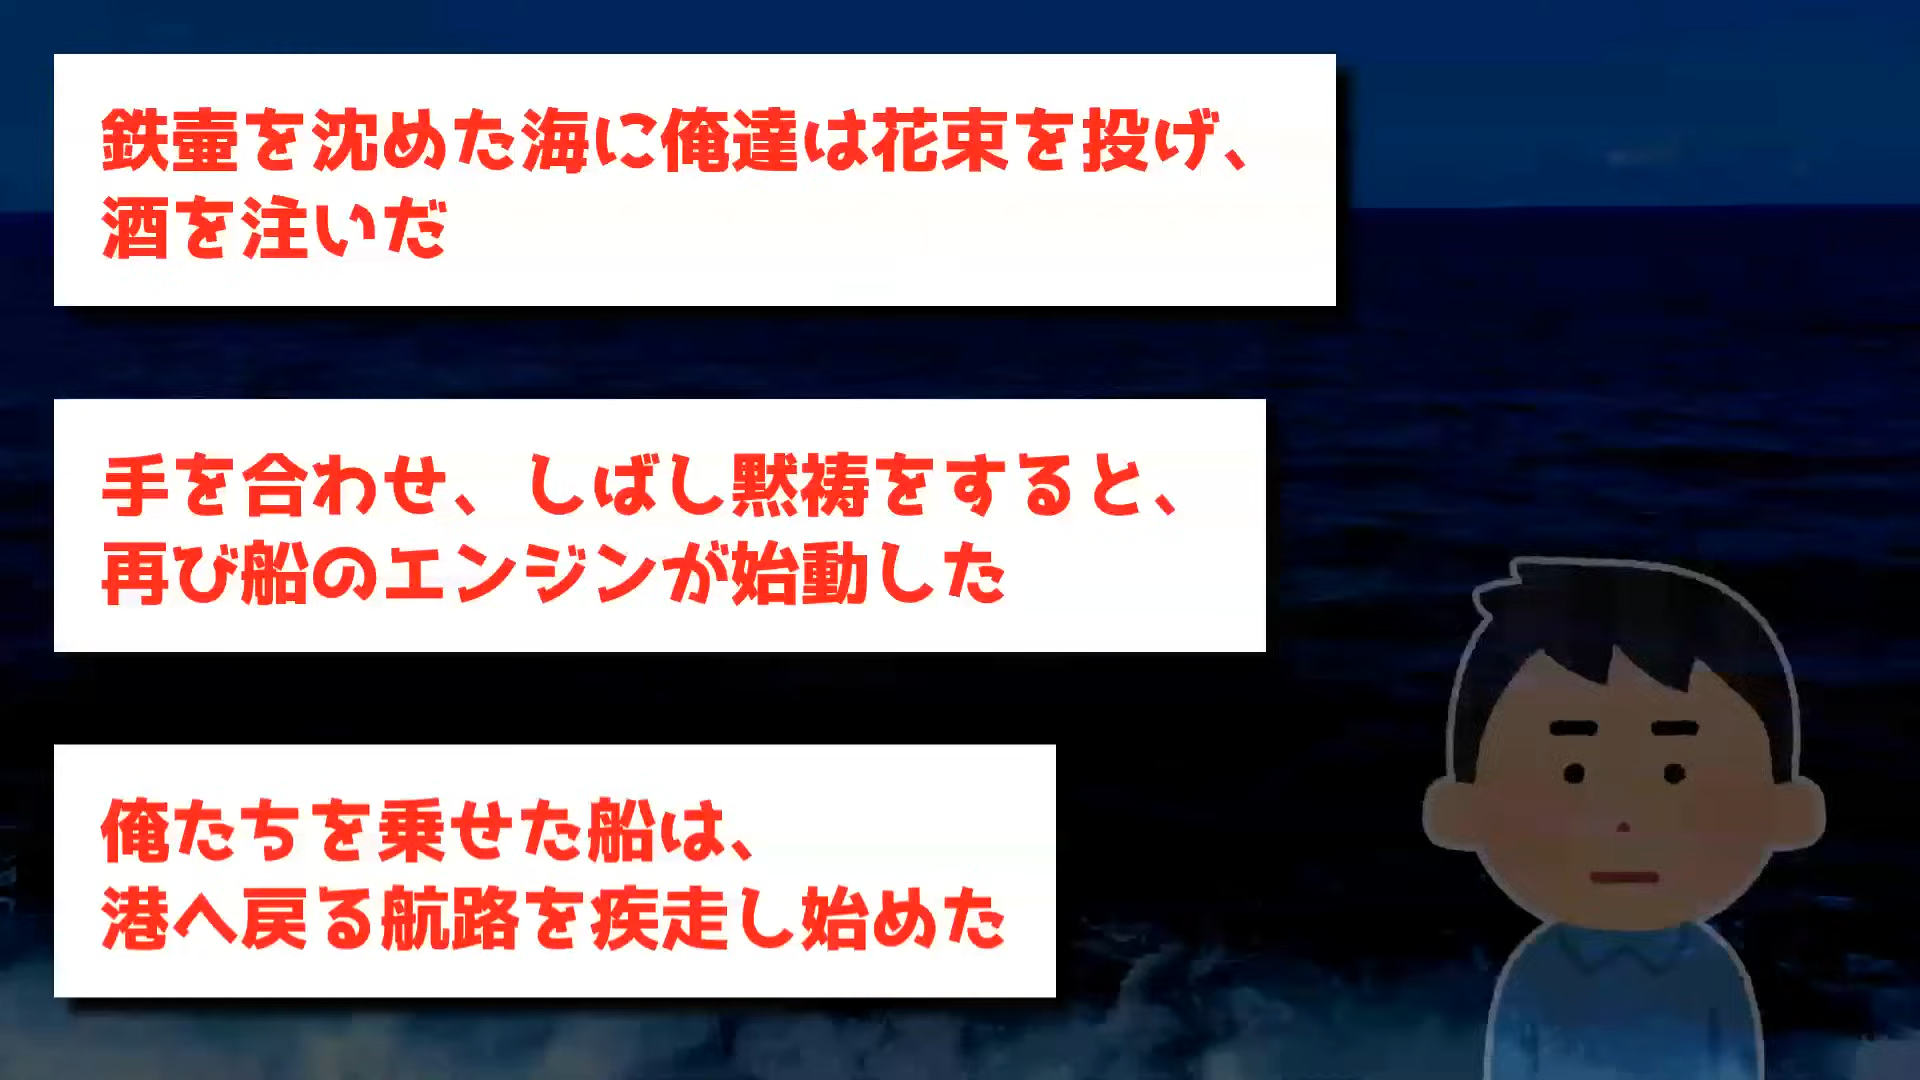 鉄壷を沈めた海に俺達は花束を投げ、
酒を注いだ
手を合わせ、しばし黙祷をすると、
再び船のエンジンが始動した
俺たちを乗せた船は、
港へ戻る航路を疾走し始めた